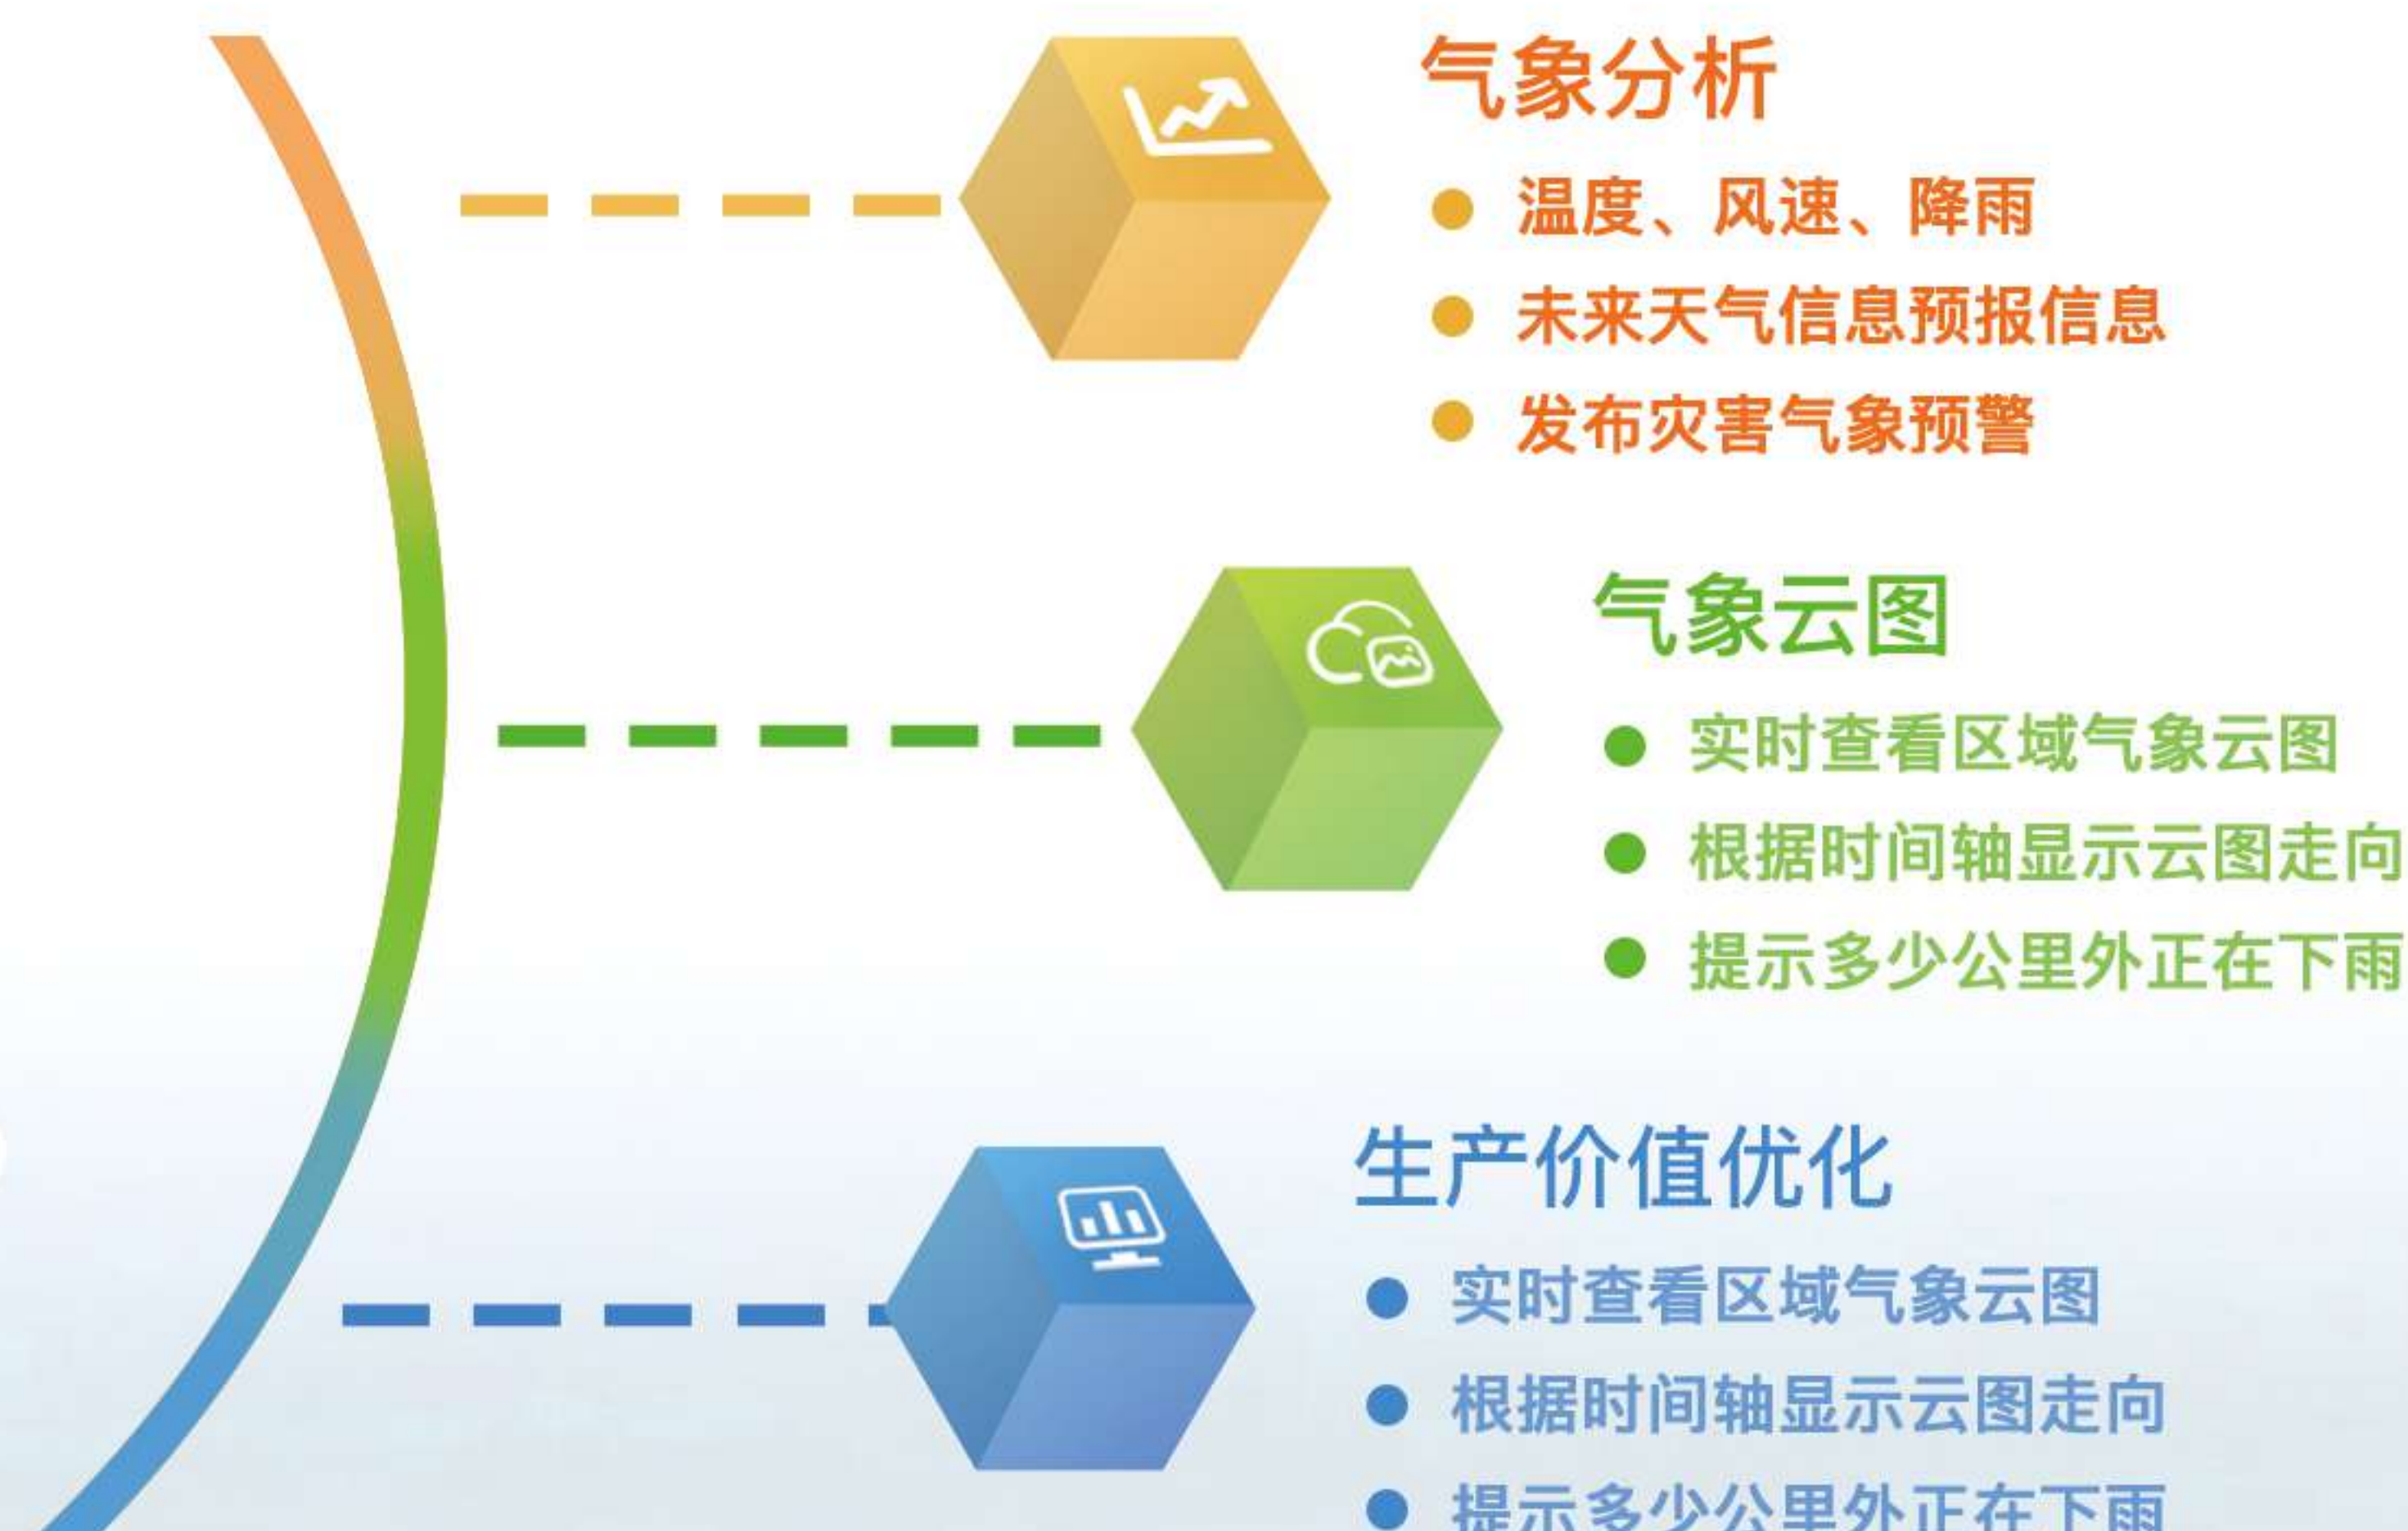 气象分析
温度、风速、降雨
未来天气信息预报信息
发布灾害气象预警
气象云图
实时查看区域气象云图
根据时间轴显示云图走向
提示多少公里外正在下雨
生产价值优化
实时查看区域气象云图
根据时间轴显示云图走向
提示多少公里外正在下雨